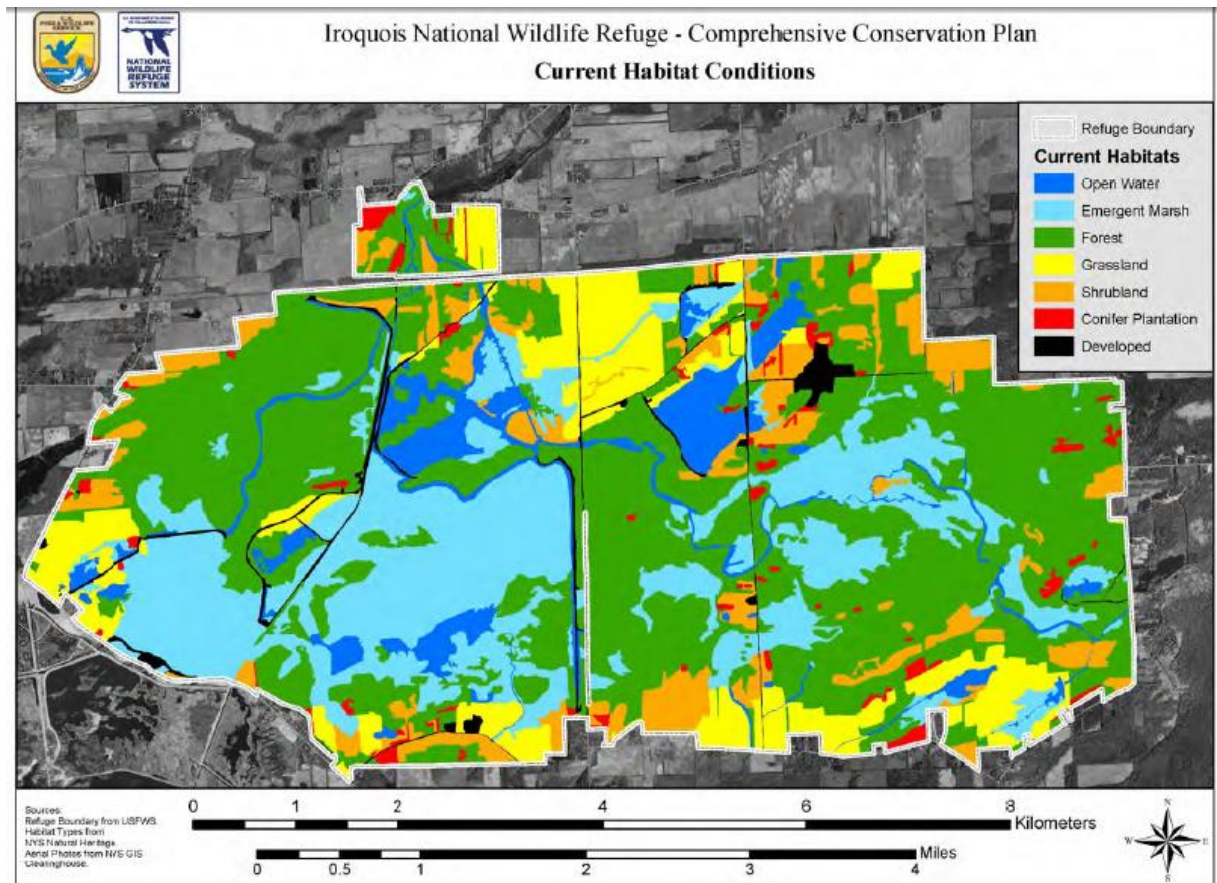 U.S.
FISH & WILDLIFE
SERVICE
NATIONAL
WILDLIFE
REFUGE
SYSTEM
Iroquois National Wildlife Refuge - Comprehensive Conservation Plan
Current Habitat Conditions
Refuge Boundary
Current Habitats
Open Water
Emergent Marsh
Forest
Grassland
Shrubland
Conifer Plantation
Developed
Sources:
Refuge Boundary from USFWS.
Habitat Types from
NYS Natural Heritage
Aerial Photos from NYS GIS
Clearinghouse.
0 1 2 4 6 8
Kilometers
Miles
0 0.5 1 2 3 4
N
W E
S